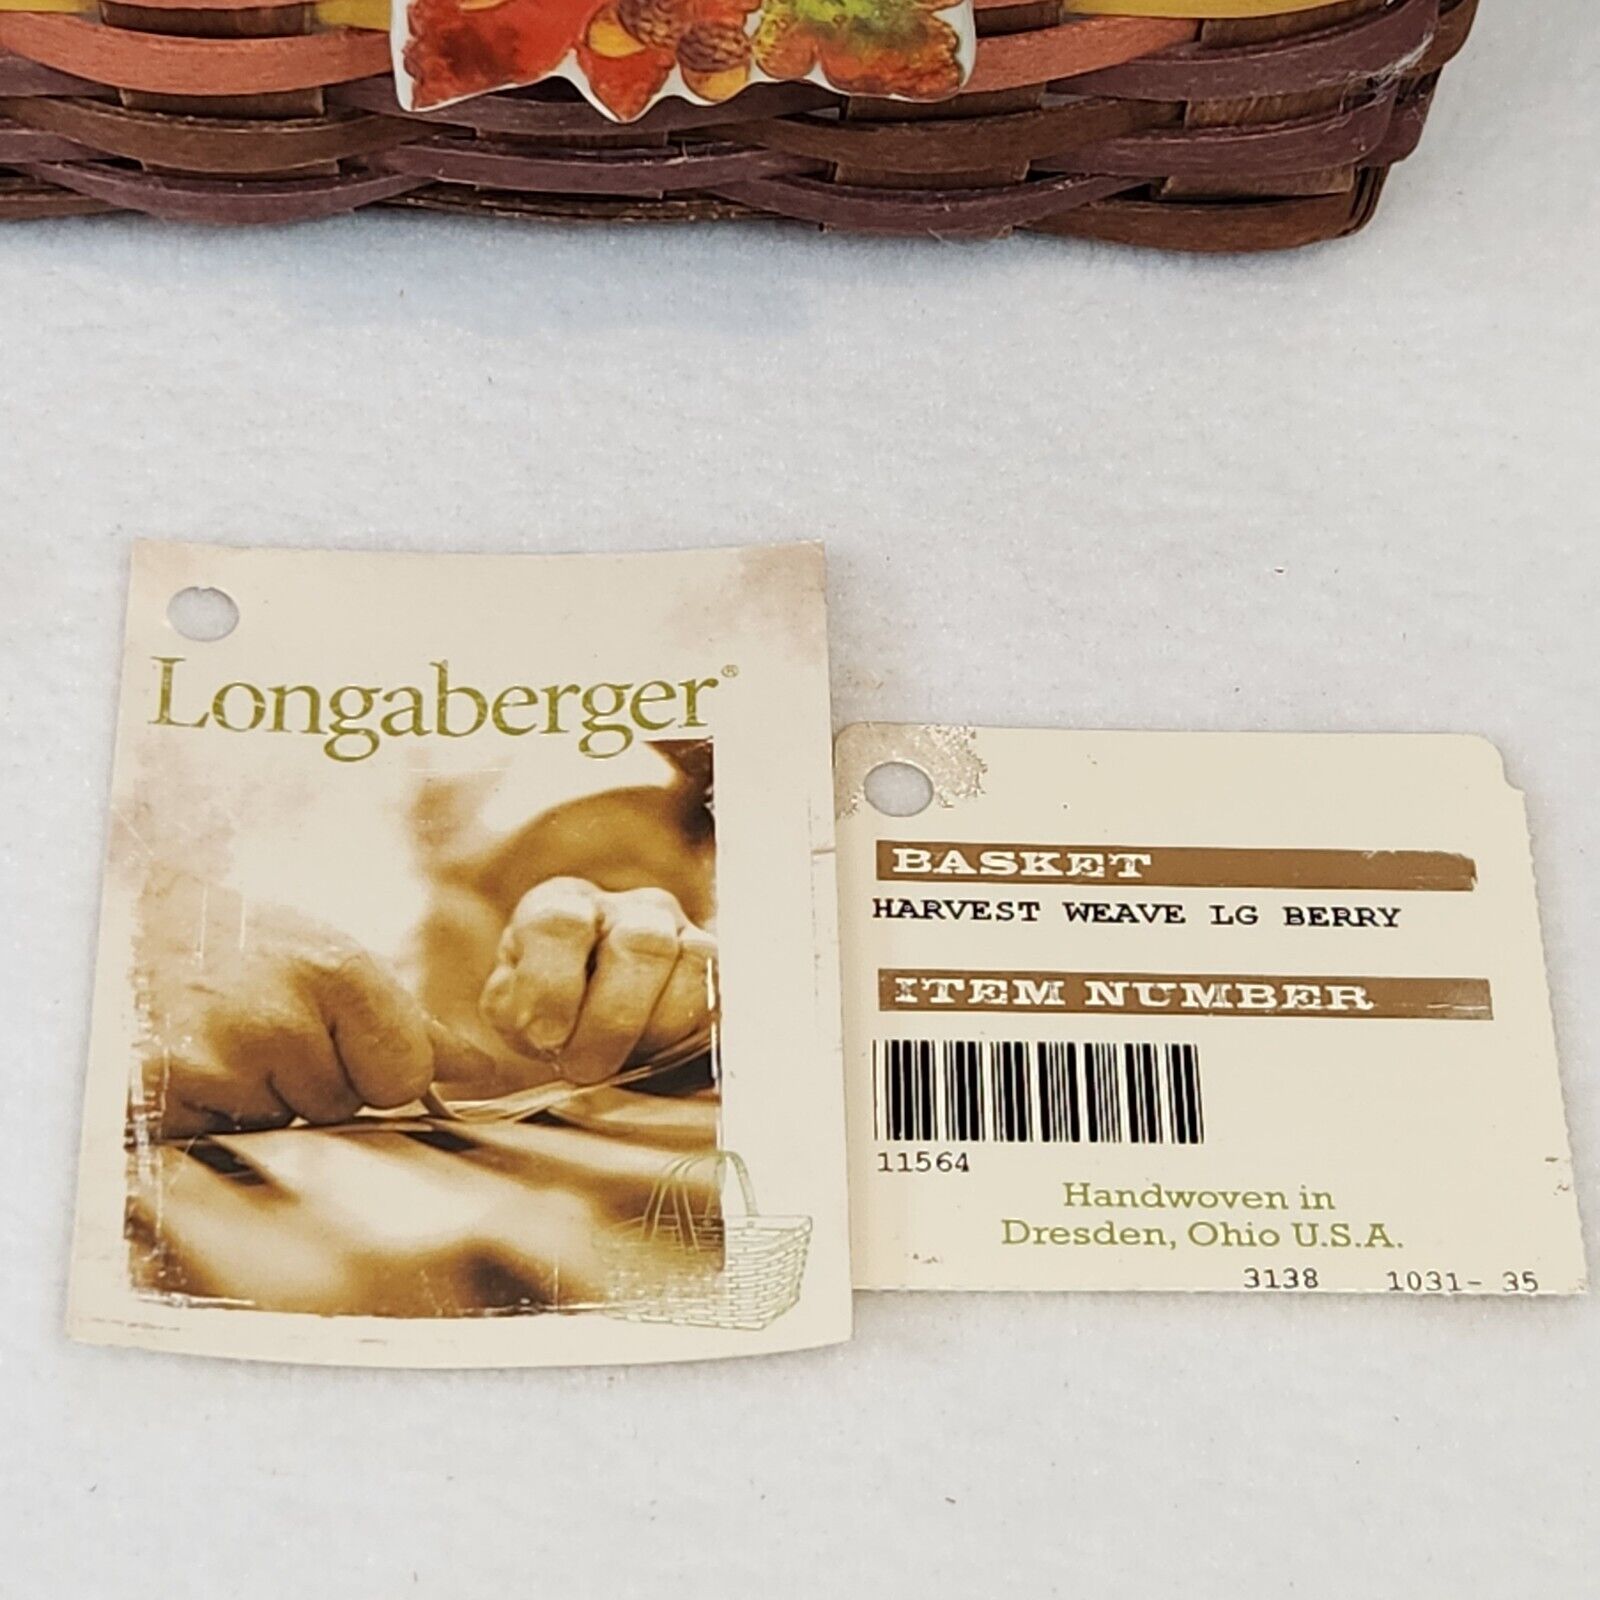 Longaberger®
BASKET
HARVEST WEAVE LG BERRY
ITEM NUMBER
11564
Handwoven in
Dresden, Ohio U.S.A.
3138 1031- 35